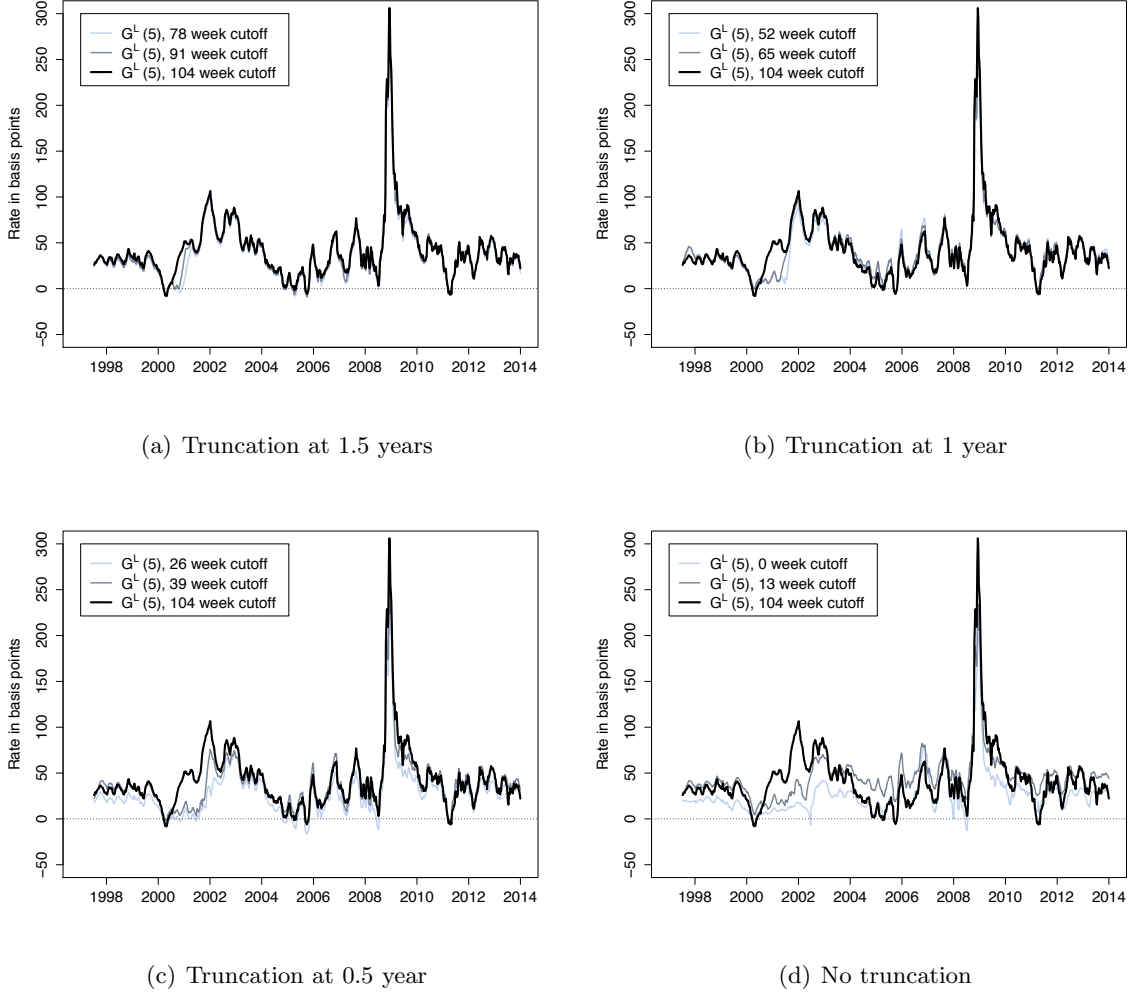 G^L (5), 78 week cutoff
G^L (5), 91 week cutoff
G^L (5), 104 week cutoff
Rate in basis points
300
250
200
150
100
50
0
−50
1998 2000 2002 2004 2006 2008 2010 2012 2014
(a) Truncation at 1.5 years
G^L (5), 52 week cutoff
G^L (5), 65 week cutoff
G^L (5), 104 week cutoff
Rate in basis points
300
250
200
150
100
50
0
−50
1998 2000 2002 2004 2006 2008 2010 2012 2014
(b) Truncation at 1 year
G^L (5), 26 week cutoff
G^L (5), 39 week cutoff
G^L (5), 104 week cutoff
Rate in basis points
300
250
200
150
100
50
0
−50
1998 2000 2002 2004 2006 2008 2010 2012 2014
(c) Truncation at 0.5 year
G^L (5), 0 week cutoff
G^L (5), 13 week cutoff
G^L (5), 104 week cutoff
Rate in basis points
300
250
200
150
100
50
0
−50
1998 2000 2002 2004 2006 2008 2010 2012 2014
(d) No truncation